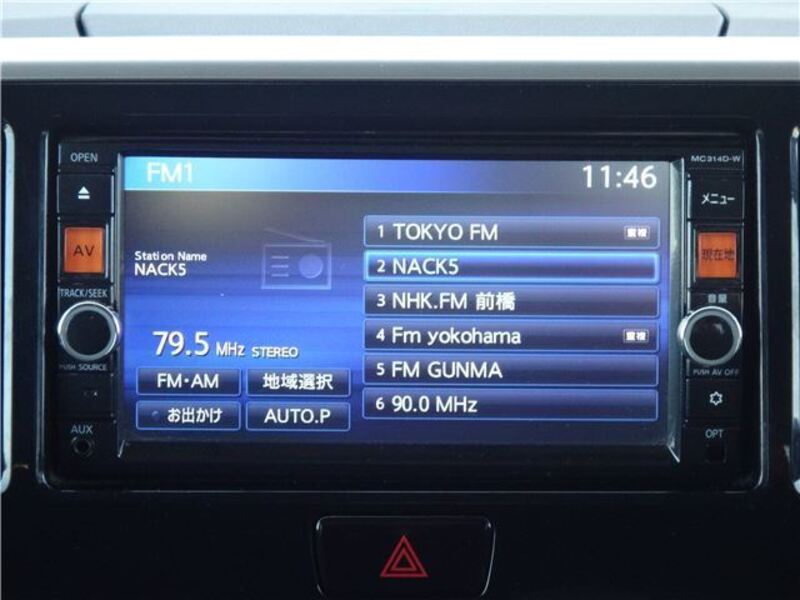 OPEN
MC314D-W
FM1
11:46
メニュー
AV
現在地
Station Name
NACK5
1 TOKYO FM 重複
2 NACK5
3 NHK.FM 前橋
4 Fm yokohama 重複
5 FM GUNMA
6 90.0 MHz
TRACK/SEEK
音量
79.5 MHz STEREO
PUSH SOURCE
PUSH AV OFF
FM・AM
地域選択
お出かけ
AUTO.P
AUX
OPT